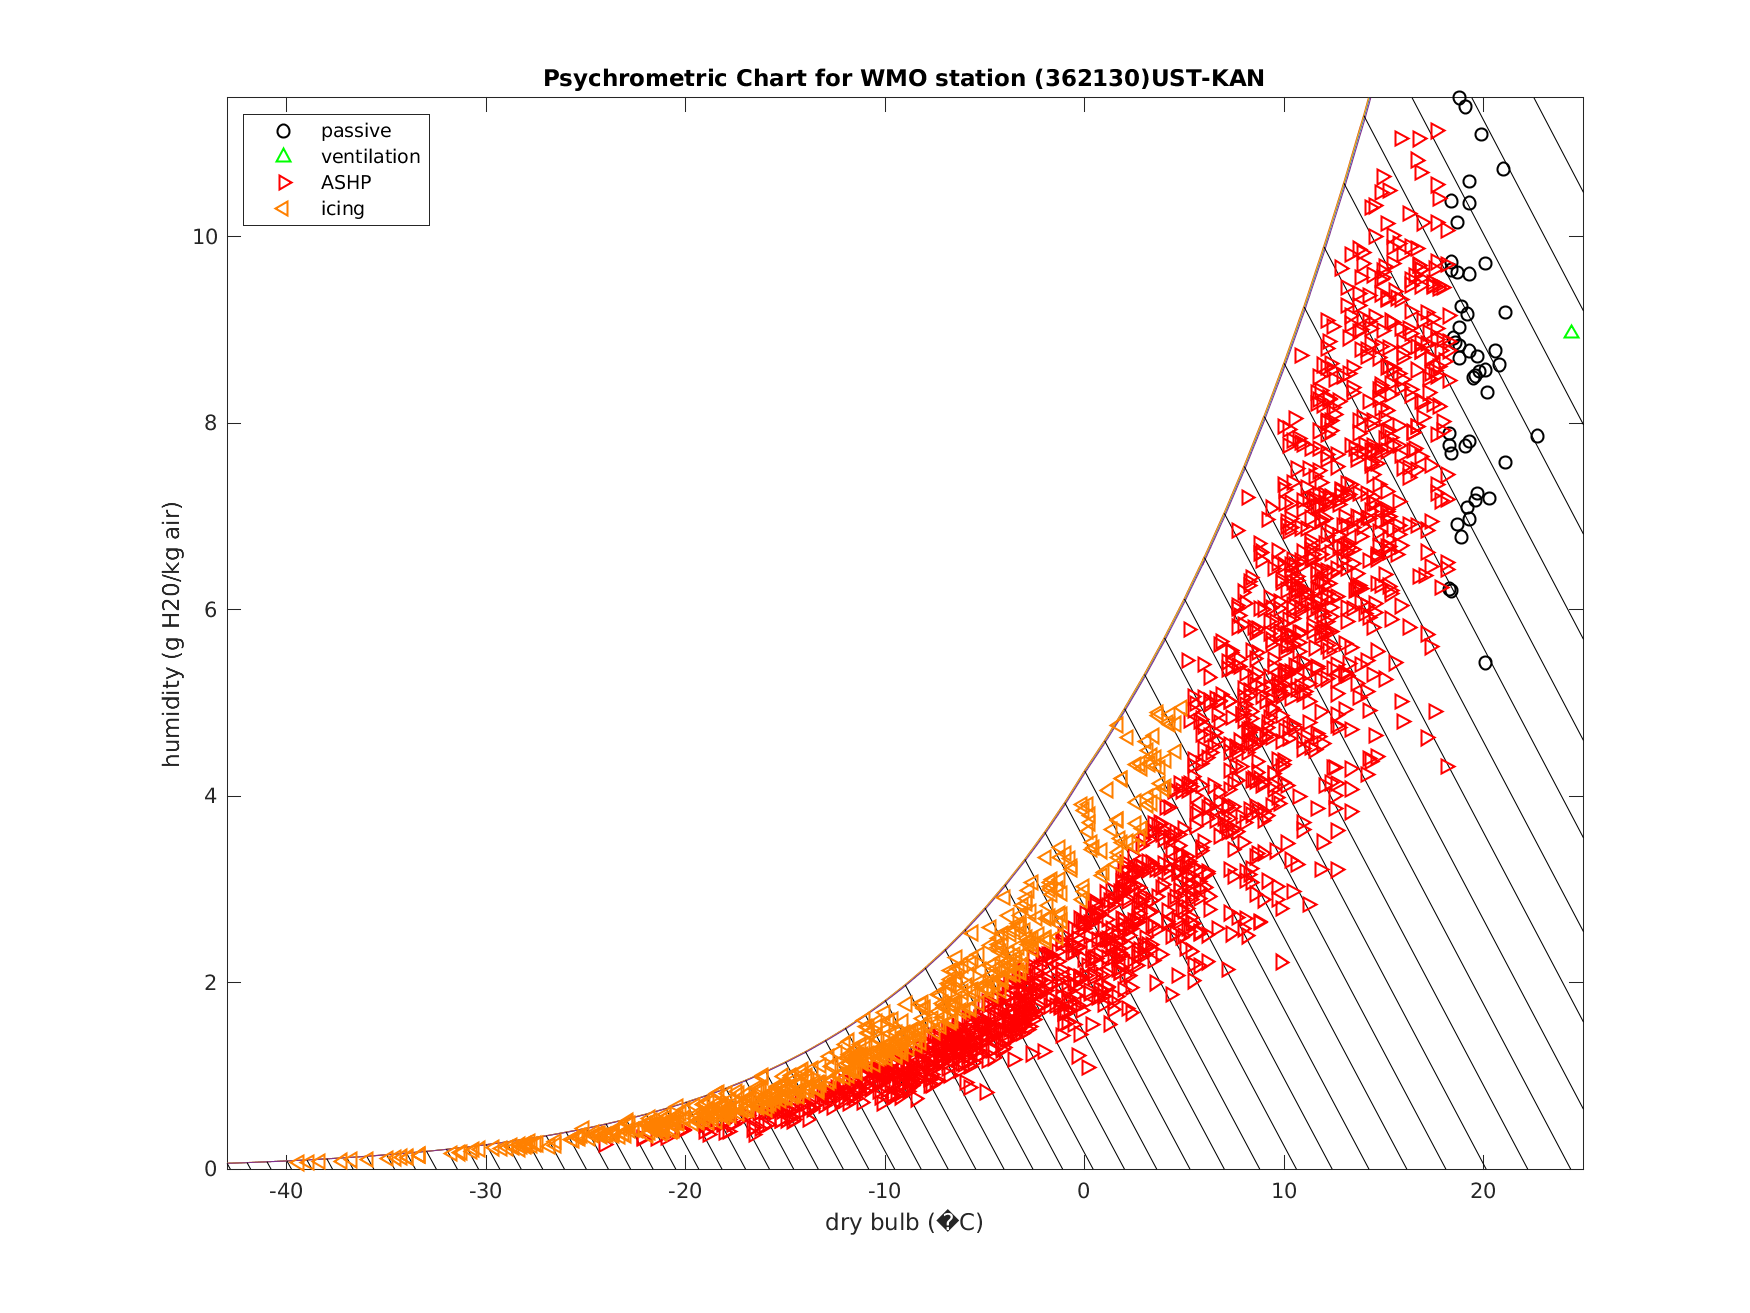 Psychrometric Chart for WMO station (362130)UST-KAN
passive
ventilation
ASHP
icing
10
8
6
4
2
0
humidity (g H20/kg air)
-40 -30 -20 -10 0 10 20
dry bulb (�C)